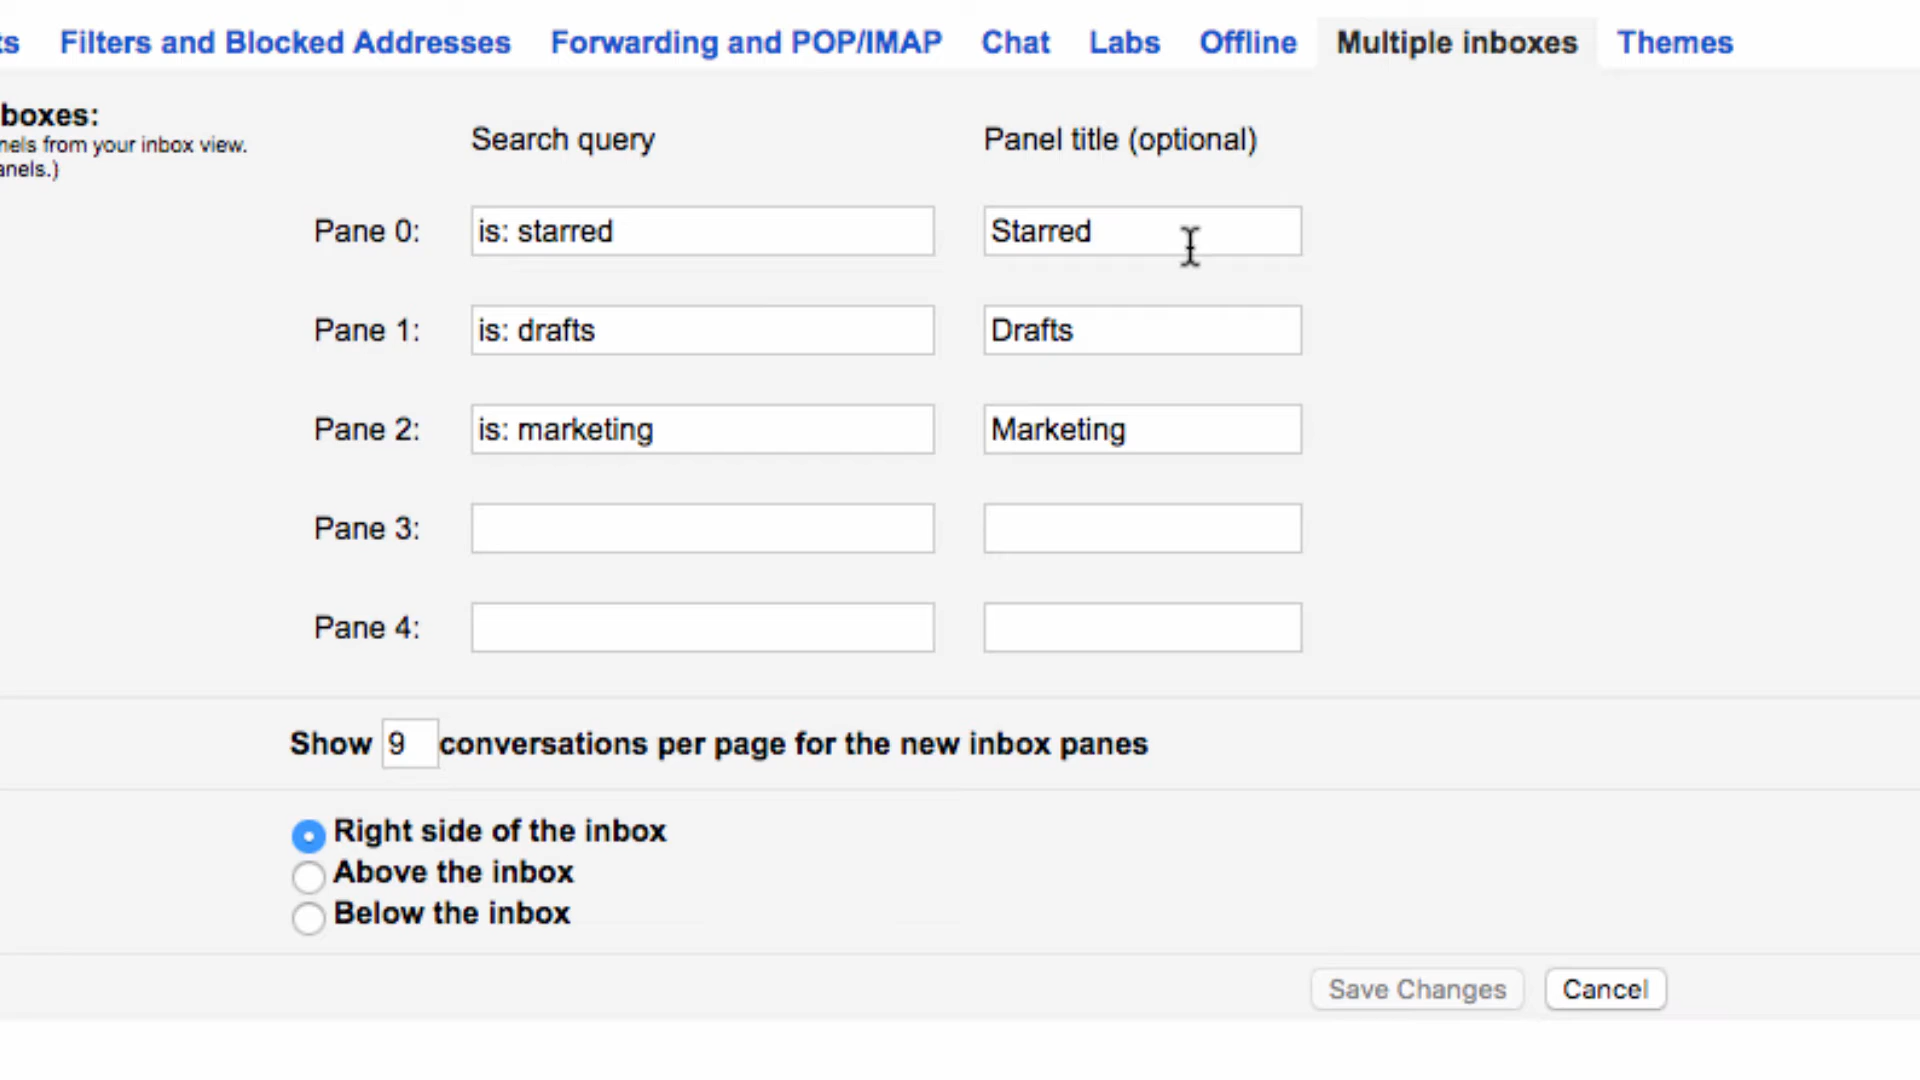 ts Filters and Blocked Addresses Forwarding and POP/IMAP Chat Labs Offline Multiple inboxes Themes
boxes:
nels from your inbox view.
anels.)
Search query Panel title (optional)
Pane 0: is: starred Starred
Pane 1: is: drafts Drafts
Pane 2: is: marketing Marketing
Pane 3:
Pane 4:
Show 9 conversations per page for the new inbox panes
Right side of the inbox
Above the inbox
Below the inbox
Save Changes Cancel